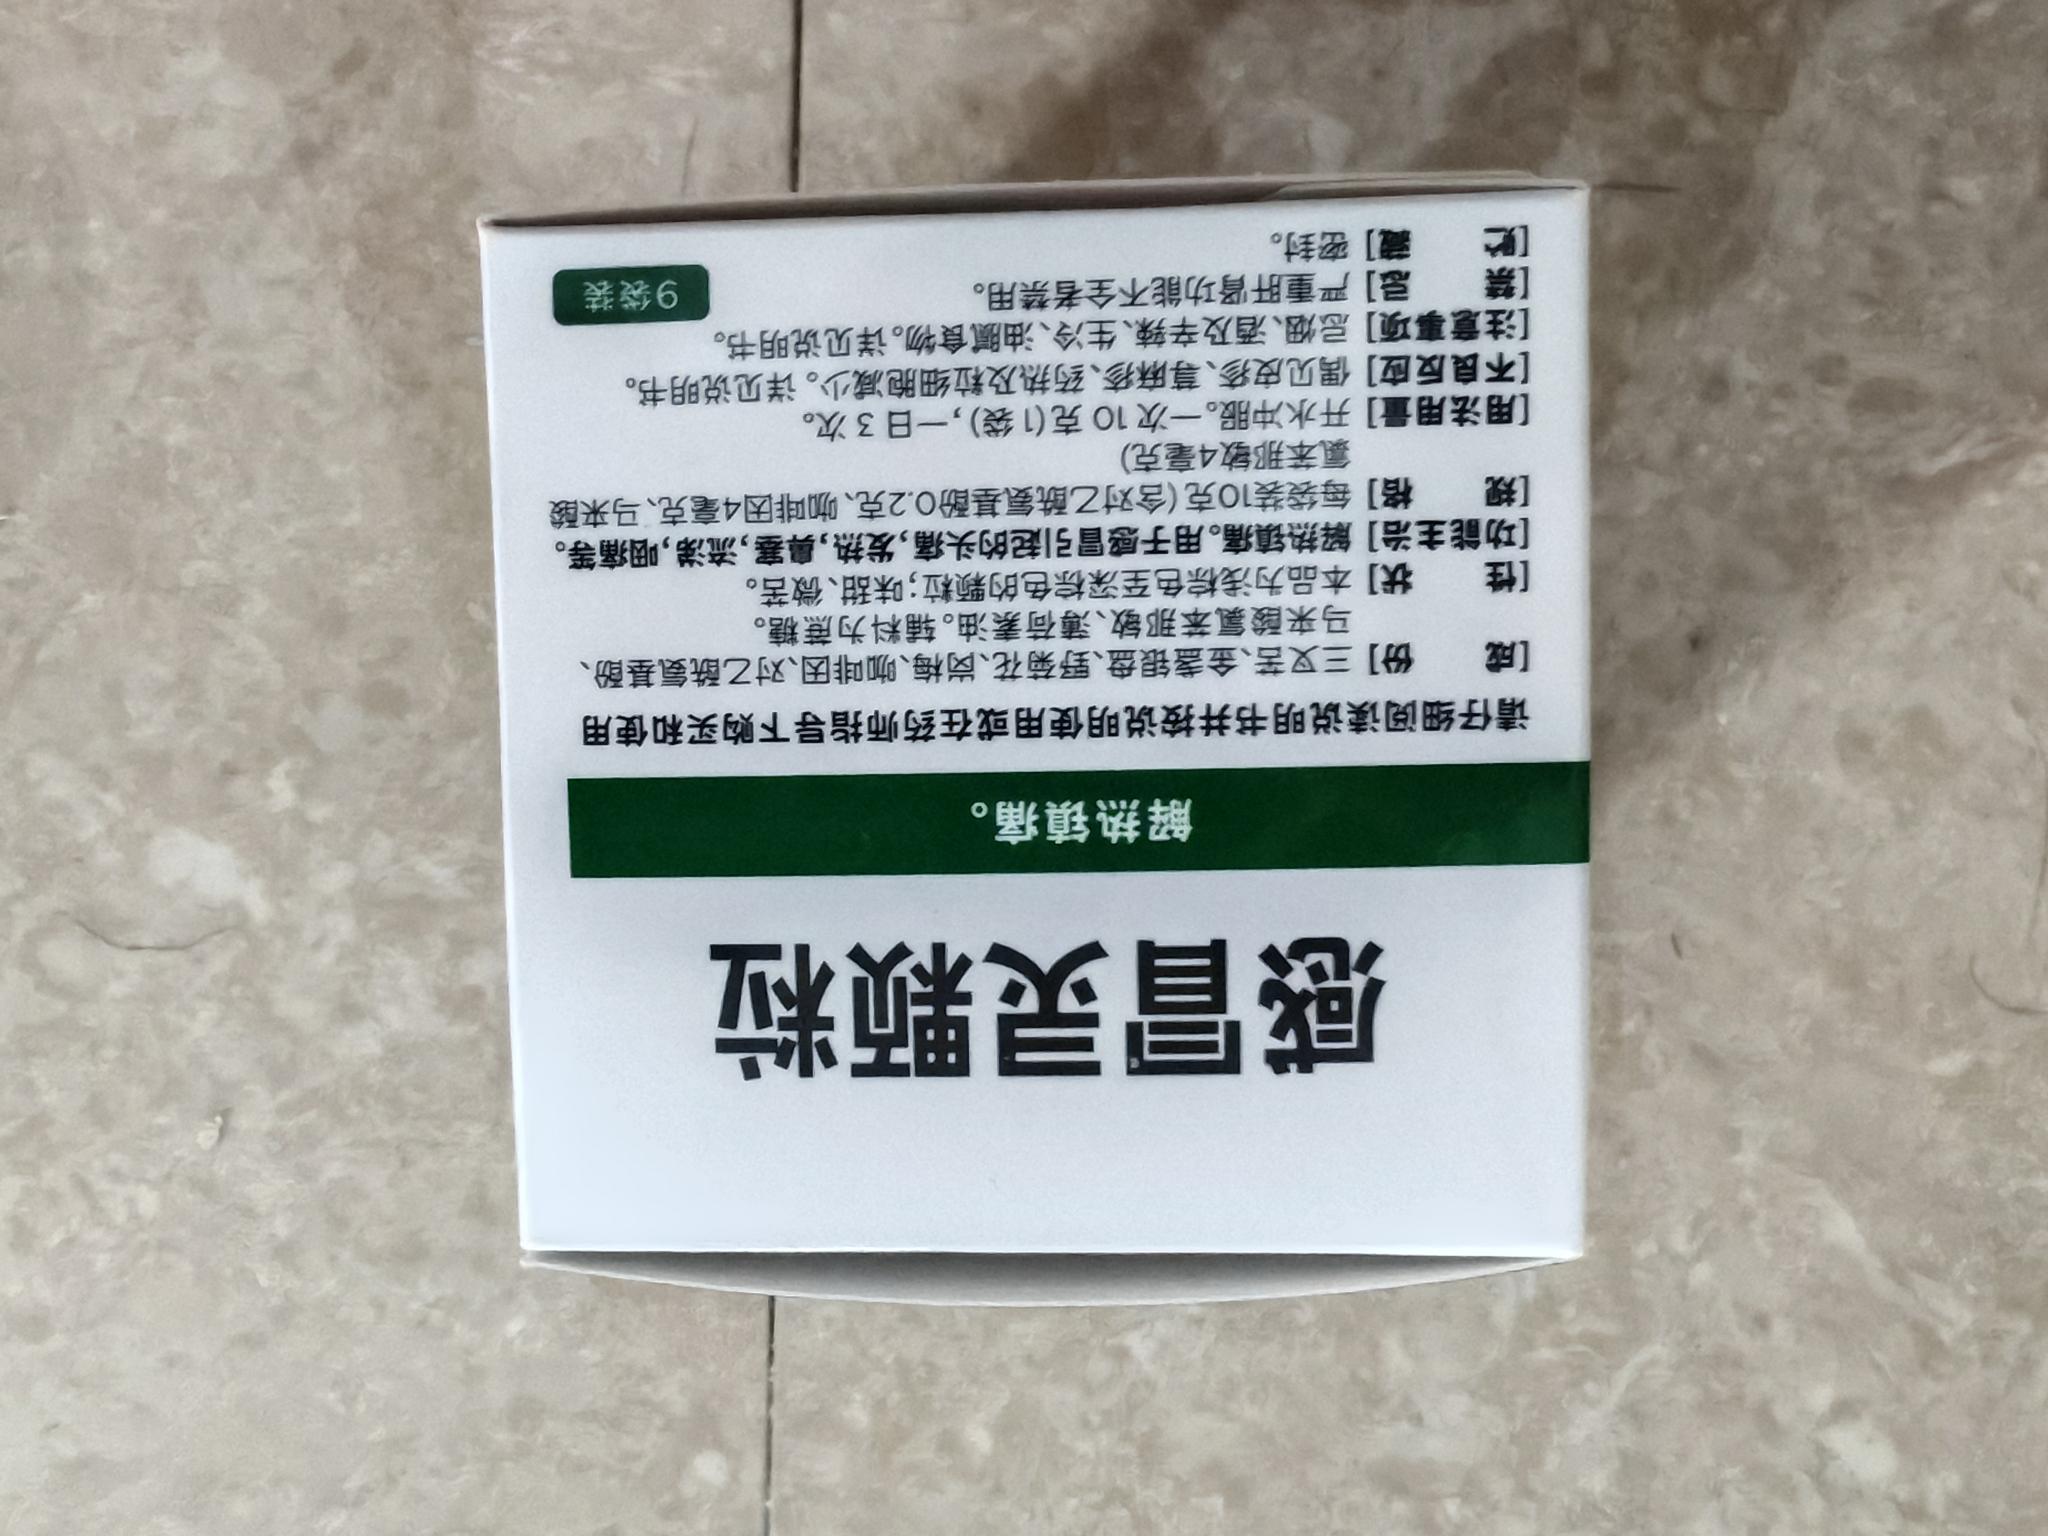 感冒灵颗粒
解热镇痛。
请仔细阅读说明书并按说明使用或在药师指导下购买和使用
[成 份] 三叉苦、金盏银盘、野菊花、岗梅、咖啡因、对乙酰氨基酚、
马来酸氯苯那敏、薄荷素油。辅料为蔗糖。
[性 状] 本品为浅棕色至深棕色的颗粒；味甜、微苦。
[功能主治] 解热镇痛。用于感冒引起的头痛，发热，鼻塞，流涕，咽痛等。
[规 格] 每袋装10克 (含对乙酰氨基酚0.2克、咖啡因4毫克、马来酸
氯苯那敏4毫克)
[用法用量] 开水冲服。一次 10 克 (1 袋)，一日 3 次。
[不良反应] 偶见皮疹、荨麻疹、药热及粒细胞减少。详见说明书。
[注意事项] 忌烟、酒及辛辣、生冷、油腻食物。详见说明书。
[禁 忌] 严重肝肾功能不全者禁用。
[贮 藏] 密封。
9袋装